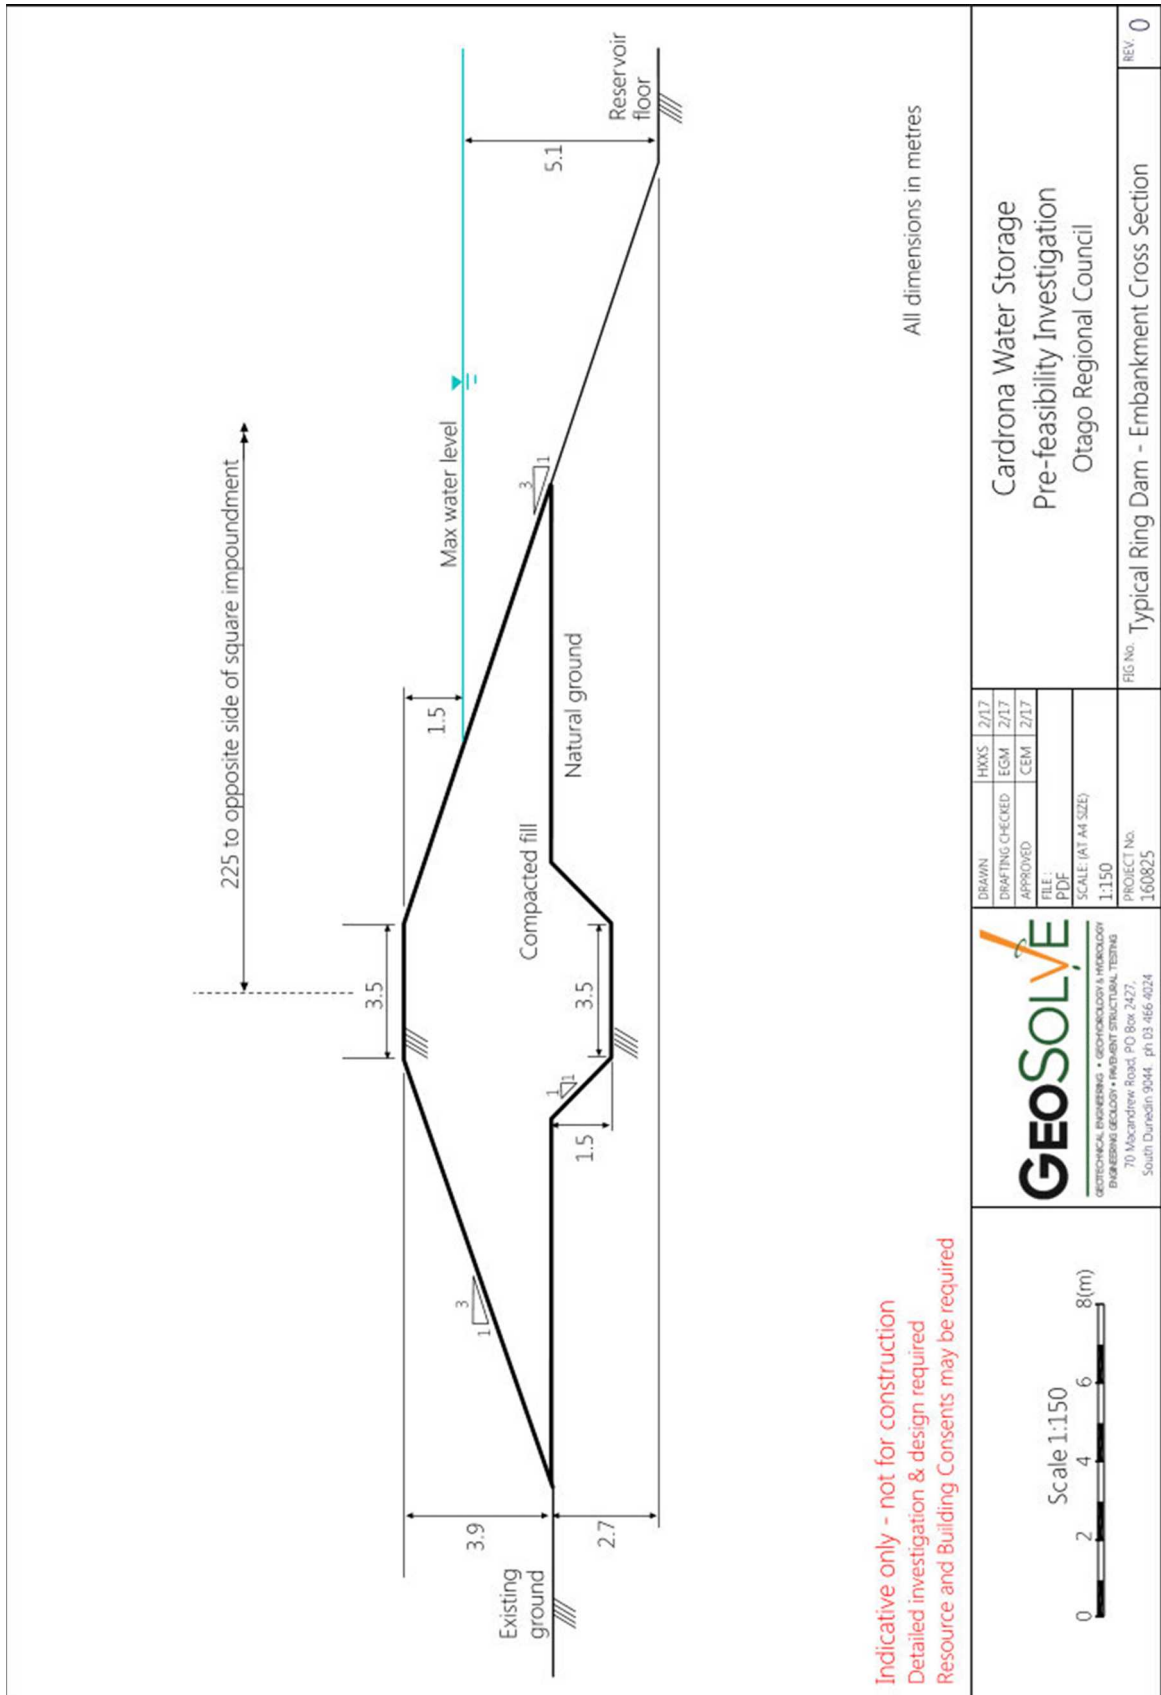 225 to opposite side of square impoundment
3.5
1.5
Max water level
5.1
Reservoir
floor
3
1
3
1
3.9
Existing
ground
2.7
Compacted fill
Natural ground
1
1
1.5
3.5
All dimensions in metres
Indicative only - not for construction
Detailed investigation & design required
Resource and Building Consents may be required
Scale 1:150
0 2 4 6 8(m)
GEOSOLVE
GEOTECHNICAL ENGINEERING • GEOHYDROLOGY & HYDROLOGY
ENGINEERING GEOLOGY • PAVEMENT STRUCTURAL TESTING
70 Macandrew Road, PO Box 2427,
South Dunedin 9044. ph 03 466 4024
DRAWN HXXS 2/17
DRAFTING CHECKED EGM 2/17
APPROVED CEM 2/17
FILE :
PDF
SCALE: (AT A4 SIZE)
1:150
PROJECT No.
160825
Cardrona Water Storage
Pre-feasibility Investigation
Otago Regional Council
FIG No. Typical Ring Dam - Embankment Cross Section
REV. 0